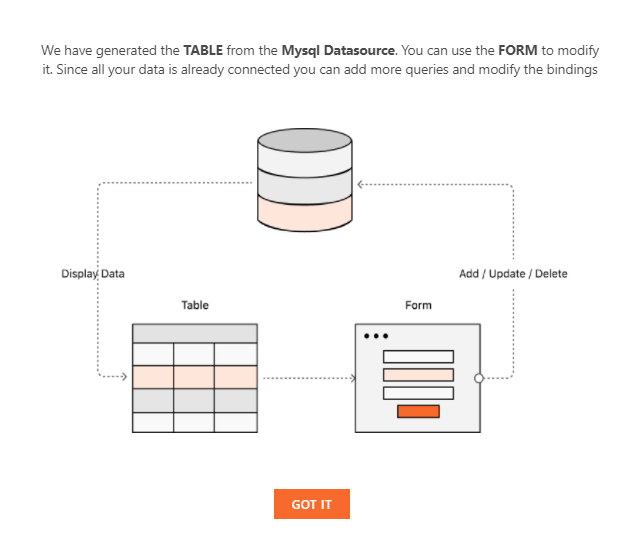 We have generated the TABLE from the Mysql Datasource. You can use the FORM to modify
it. Since all your data is already connected you can add more queries and modify the bindings
Display Data
Add / Update / Delete
Table
Form
GOT IT